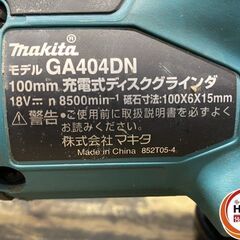 makita
モデル GA404DN
100mm 充電式ディスクグラインダ
18V⎓ n 8500min⁻¹ 砥石寸法:100X6X15mm
⚠警告 ●使用前に取扱説明書を必ずよく
お読みください。
株式会社マキタ
Made in China 852T05-4